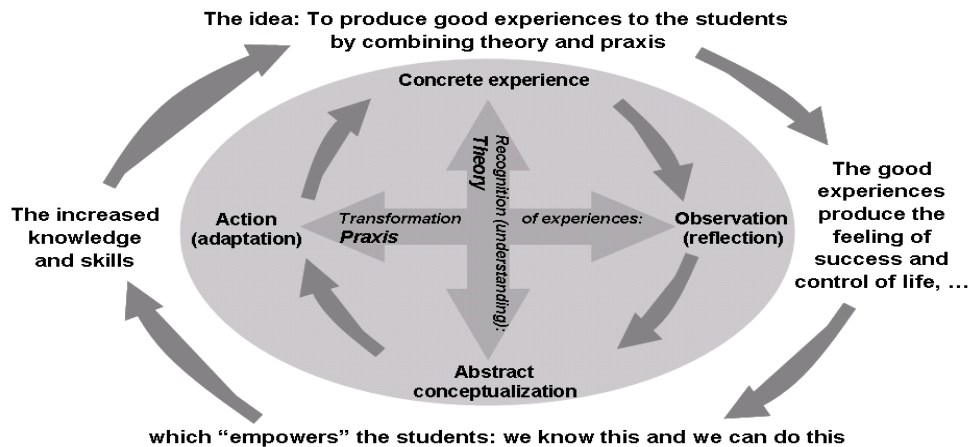 The idea: To produce good experiences to the students
by combining theory and praxis
Concrete experience
Recognition (understanding):
Theory
The good
experiences
produce the
feeling of
success and
control of life, …
The increased
knowledge
and skills
Action
(adaptation)
Transformation of experiences:
Praxis
Observation
(reflection)
Abstract
conceptualization
which “empowers” the students: we know this and we can do this